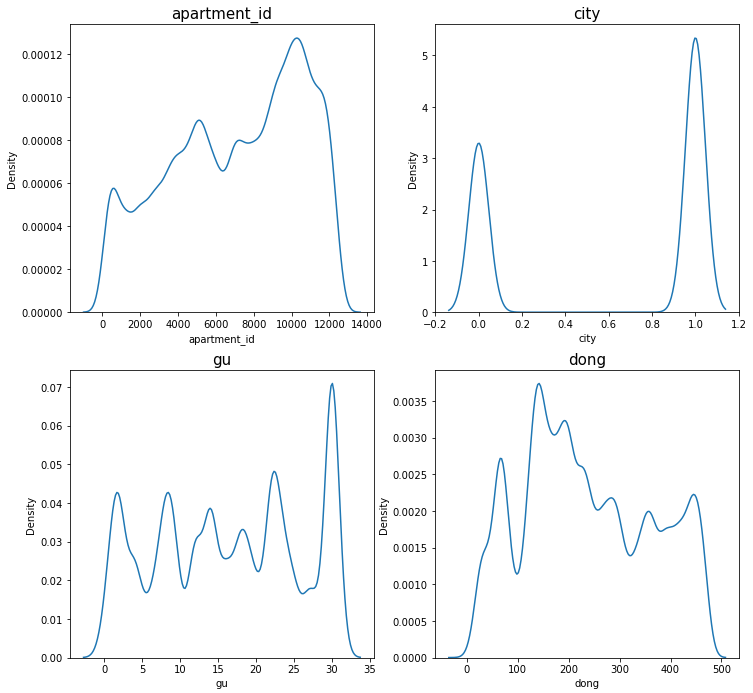 apartment_id
0.00012
0.00010
0.00008
0.00006
0.00004
0.00002
0.00000
Density
0 2000 4000 6000 8000 10000 12000 14000
apartment_id
city
5
4
3
2
1
0
Density
−0.2 0.0 0.2 0.4 0.6 0.8 1.0 1.2
city
gu
0.07
0.06
0.05
0.04
0.03
0.02
0.01
0.00
Density
0 5 10 15 20 25 30 35
gu
dong
0.0035
0.0030
0.0025
0.0020
0.0015
0.0010
0.0005
0.0000
Density
0 100 200 300 400 500
dong